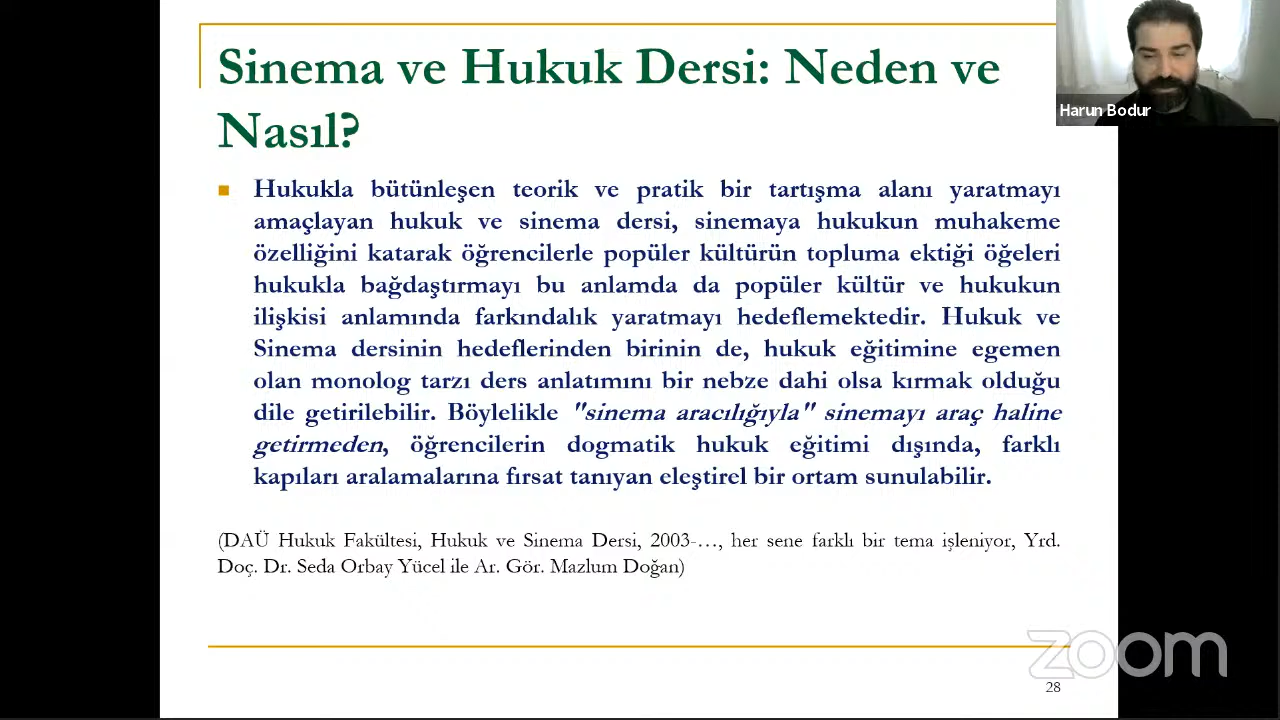 Sinema ve Hukuk Dersi: Neden ve
Nasıl?
Harun Bodur
Hukukla bütünleşen teorik ve pratik bir tartışma alanı yaratmayı
amaçlayan hukuk ve sinema dersi, sinemaya hukukun muhakeme
özelliğini katarak öğrencilerle popüler kültürün topluma ektiği öğeleri
hukukla bağdaştırmayı bu anlamda da popüler kültür ve hukukun
ilişkisi anlamında farkındalık yaratmayı hedeflemektedir. Hukuk ve
Sinema dersinin hedeflerinden birinin de, hukuk eğitimine egemen
olan monolog tarzı ders anlatımını bir nebze dahi olsa kırmak olduğu
dile getirilebilir. Böylelikle "sinema aracılığıyla" sinemayı araç haline
getirmeden, öğrencilerin dogmatik hukuk eğitimi dışında, farklı
kapıları aralamalarına fırsat tanıyan eleştirel bir ortam sunulabilir.
(DAÜ Hukuk Fakültesi, Hukuk ve Sinema Dersi, 2003-…, her sene farklı bir tema işleniyor, Yrd.
Doç. Dr. Seda Orbay Yücel ile Ar. Gör. Mazlum Doğan)
zoom
28